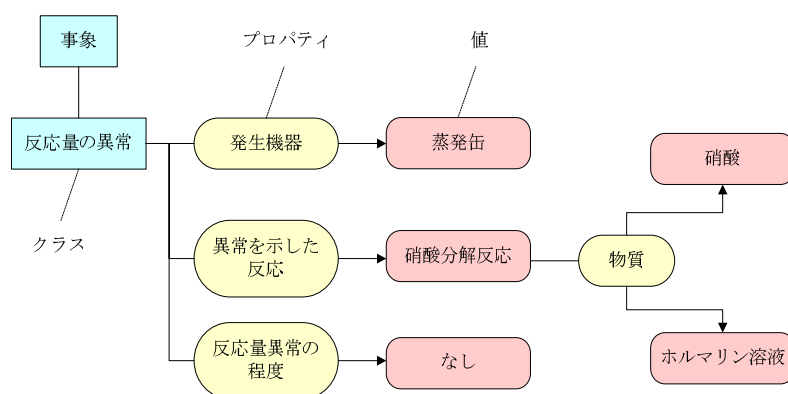 事象
プロパティ
値
反応量の異常
発生機器
蒸発缶
硝酸
クラス
異常を示した
反応
硝酸分解反応
物質
反応量異常の
程度
なし
ホルマリン溶液